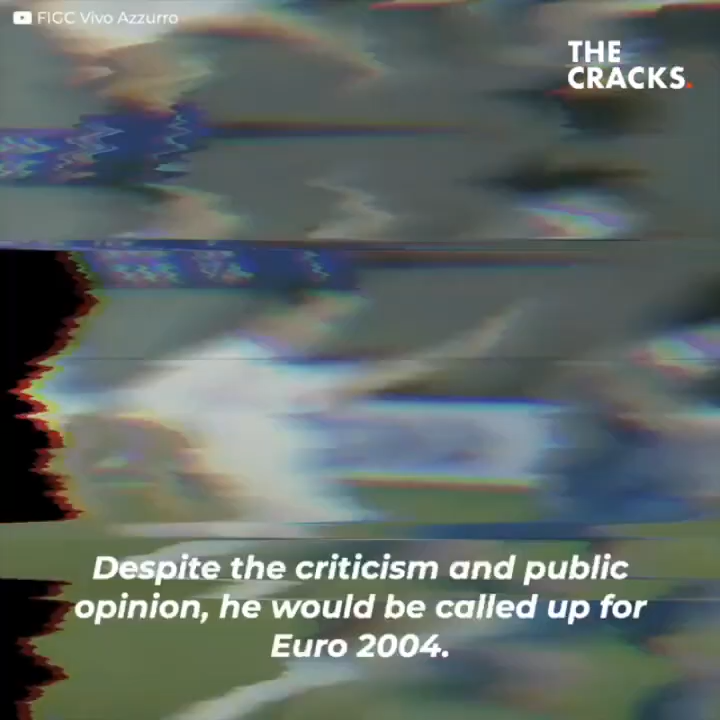 FIGC Vivo Azzurro
THE
CRACKS.
Despite the criticism and public
opinion, he would be called up for
Euro 2004.